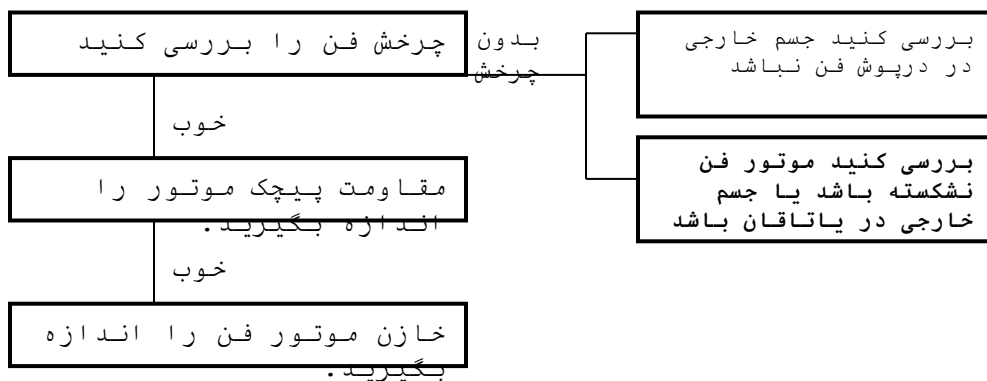 چرخش فن را بررسی کنید
بدون
چرخش
بررسی کنید جسم خارجی
در درپوش فن نباشد
خوب
بررسی کنید موتور فن
نشکسته باشد یا جسم
خارجی در یاتاقان باشد
مقاومت پیچک موتور را
اندازه بگیرید.
خوب
خازن موتور فن را اندازه
بگیرید.